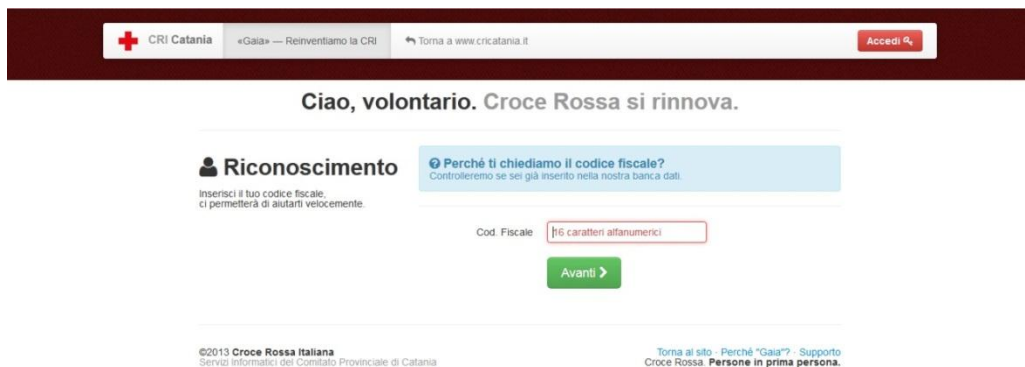 CRI Catania
«Gaia» — Reinventiamo la CRI
Torna a www.cricatania.it
Accedi
Ciao, volontario. Croce Rossa si rinnova.
Riconoscimento
Inserisci il tuo codice fiscale,
ci permetterà di aiutarti velocemente.
Perché ti chiediamo il codice fiscale?
Controlleremo se sei già inserito nella nostra banca dati.
Cod. Fiscale
16 caratteri alfanumerici
Avanti
©2013 Croce Rossa Italiana
Servizi Informatici del Comitato Provinciale di Catania
Torna al sito · Perché "Gaia"? · Supporto
Croce Rossa. Persone in prima persona.